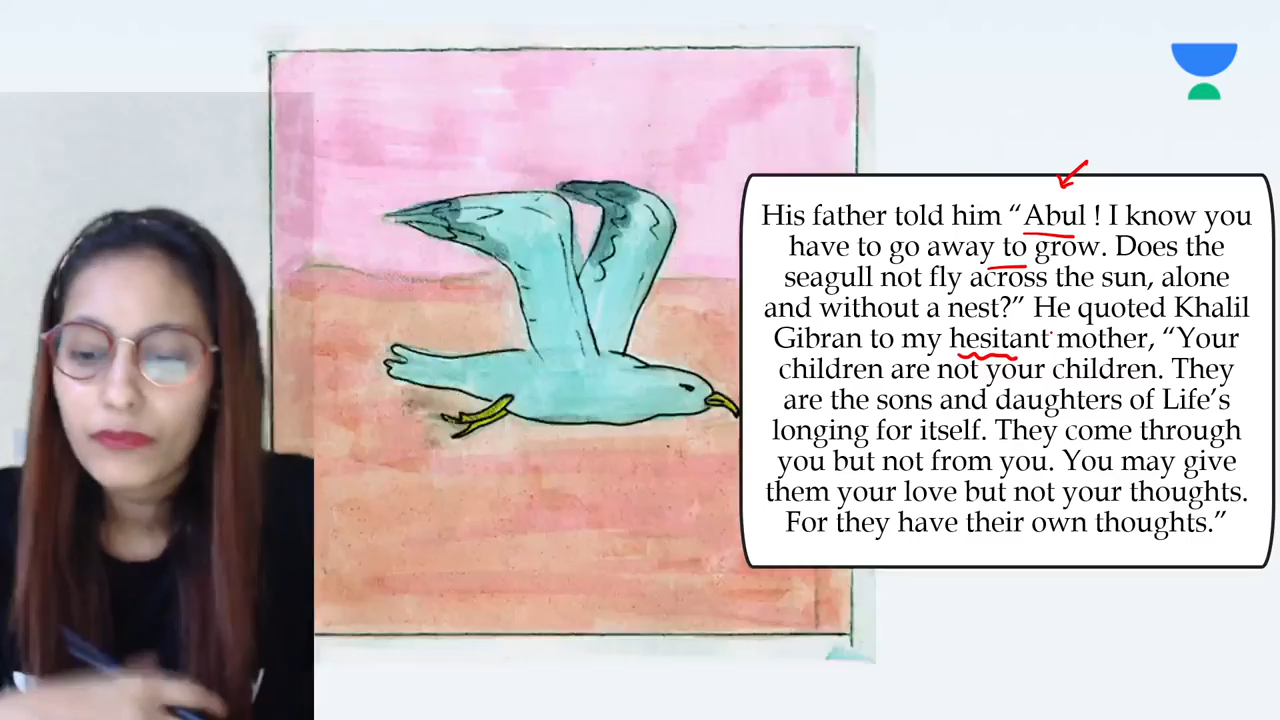 His father told him “Abul ! I know you
have to go away to grow. Does the
seagull not fly across the sun, alone
and without a nest?” He quoted Khalil
Gibran to my hesitant mother, “Your
children are not your children. They
are the sons and daughters of Life’s
longing for itself. They come through
you but not from you. You may give
them your love but not your thoughts.
For they have their own thoughts.”